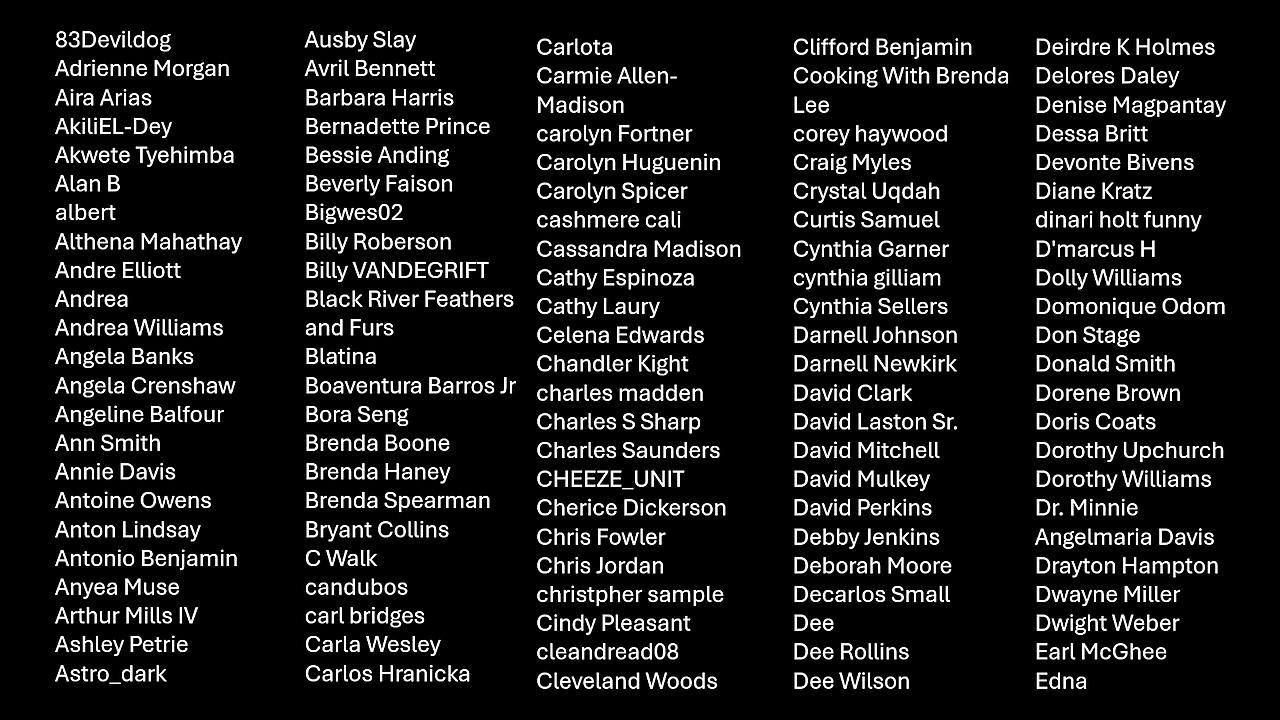 83Devildog
Adrienne Morgan
Aira Arias
AkiliEL-Dey
Akwete Tyehimba
Alan B
albert
Althena Mahathay
Andre Elliott
Andrea
Andrea Williams
Angela Banks
Angela Crenshaw
Angeline Balfour
Ann Smith
Annie Davis
Antoine Owens
Anton Lindsay
Antonio Benjamin
Anyea Muse
Arthur Mills IV
Ashley Petrie
Astro_dark
Ausby Slay
Avril Bennett
Barbara Harris
Bernadette Prince
Bessie Anding
Beverly Faison
Bigwes02
Billy Roberson
Billy VANDEGRIFT
Black River Feathers
and Furs
Blatina
Boaventura Barros Jr
Bora Seng
Brenda Boone
Brenda Haney
Brenda Spearman
Bryant Collins
C Walk
candubos
carl bridges
Carla Wesley
Carlos Hranicka
Carlota
Carmie Allen-
Madison
carolyn Fortner
Carolyn Huguenin
Carolyn Spicer
cashmere cali
Cassandra Madison
Cathy Espinoza
Cathy Laury
Celena Edwards
Chandler Kight
charles madden
Charles S Sharp
Charles Saunders
CHEEZE_UNIT
Cherice Dickerson
Chris Fowler
Chris Jordan
christpher sample
Cindy Pleasant
cleandread08
Cleveland Woods
Clifford Benjamin
Cooking With Brenda
Lee
corey haywood
Craig Myles
Crystal Uqdah
Curtis Samuel
Cynthia Garner
cynthia gilliam
Cynthia Sellers
Darnell Johnson
Darnell Newkirk
David Clark
David Laston Sr.
David Mitchell
David Mulkey
David Perkins
Debby Jenkins
Deborah Moore
Decarlos Small
Dee
Dee Rollins
Dee Wilson
Deirdre K Holmes
Delores Daley
Denise Magpantay
Dessa Britt
Devonte Bivens
Diane Kratz
dinari holt funny
D'marcus H
Dolly Williams
Domonique Odom
Don Stage
Donald Smith
Dorene Brown
Doris Coats
Dorothy Upchurch
Dorothy Williams
Dr. Minnie
Angelmaria Davis
Drayton Hampton
Dwayne Miller
Dwight Weber
Earl McGhee
Edna